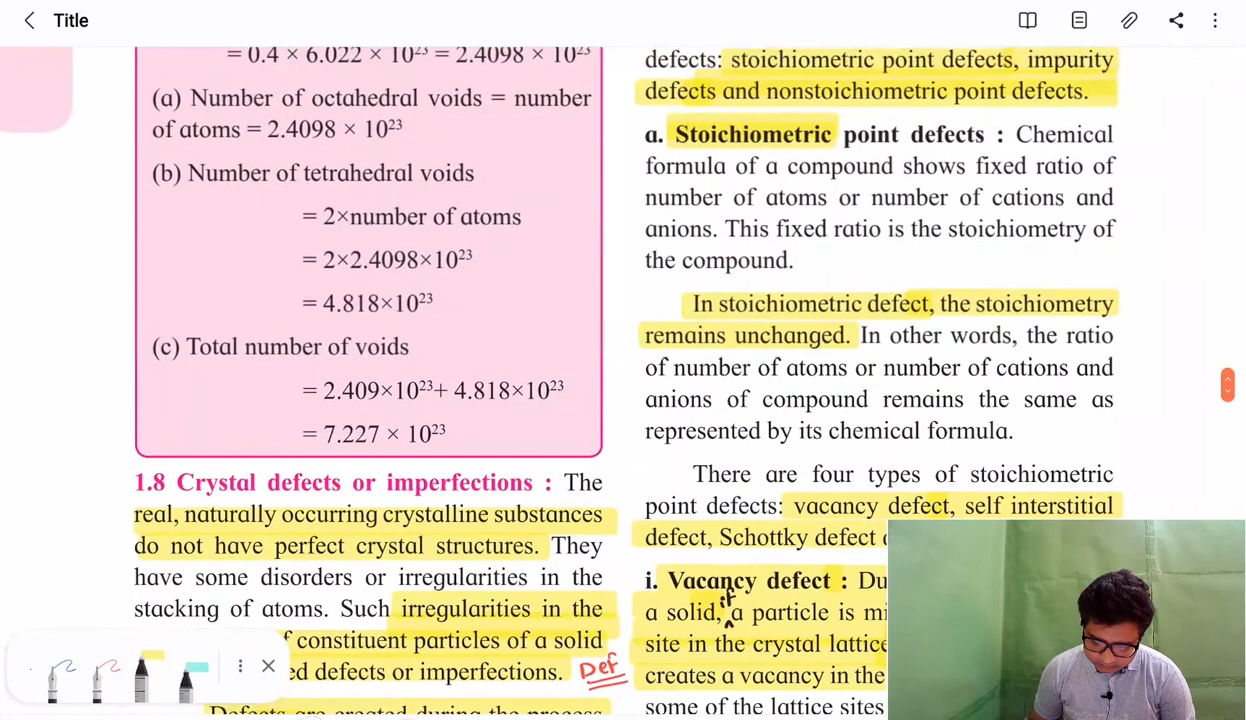 Title
= 0.4 × 6.022 × 10²³ = 2.4098 × 10²³
(a) Number of octahedral voids = number
of atoms = 2.4098 × 10²³
(b) Number of tetrahedral voids
= 2×number of atoms
= 2×2.4098×10²³
= 4.818×10²³
(c) Total number of voids
= 2.409×10²³+ 4.818×10²³
= 7.227 × 10²³
1.8 Crystal defects or imperfections : The
real, naturally occurring crystalline substances
do not have perfect crystal structures. They
have some disorders or irregularities in the
stacking of atoms. Such irregularities in the
constituent particles of a solid
ed defects or imperfections. Def
Defects are created during the process
defects: stoichiometric point defects, impurity
defects and nonstoichiometric point defects.
a. Stoichiometric point defects : Chemical
formula of a compound shows fixed ratio of
number of atoms or number of cations and
anions. This fixed ratio is the stoichiometry of
the compound.
In stoichiometric defect, the stoichiometry
remains unchanged. In other words, the ratio
of number of atoms or number of cations and
anions of compound remains the same as
represented by its chemical formula.
There are four types of stoichiometric
point defects: vacancy defect, self interstitial
defect, Schottky defect
i. Vacancy defect : Du
a solid, if a particle is mi
site in the crystal lattice
creates a vacancy in the
some of the lattice sites